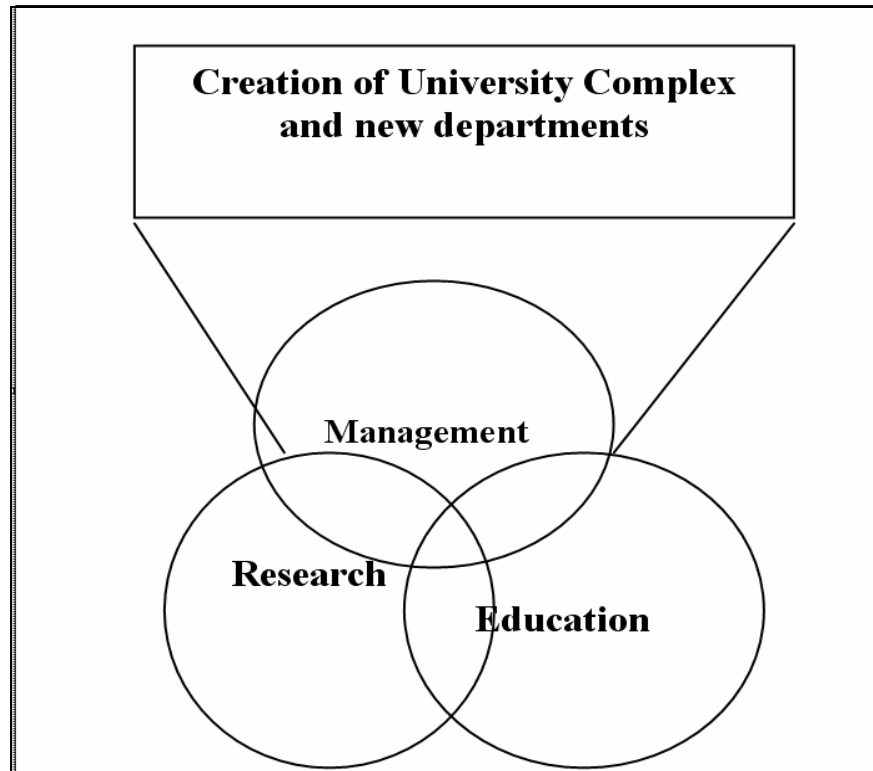 Creation of University Complex
and new departments
Management
Research
Education